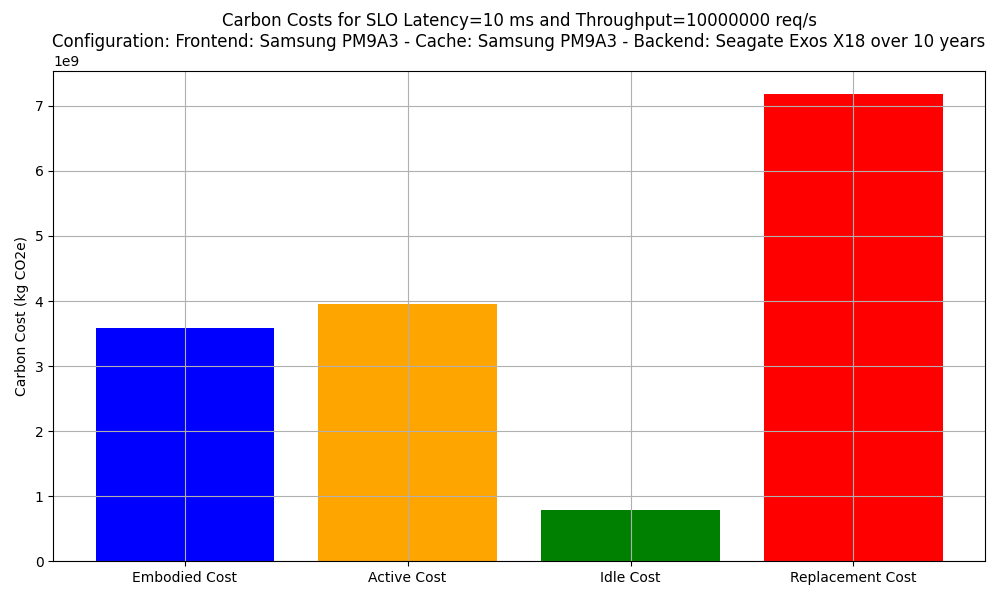 Carbon Costs for SLO Latency=10 ms and Throughput=10000000 req/s
Configuration: Frontend: Samsung PM9A3 - Cache: Samsung PM9A3 - Backend: Seagate Exos X18 over 10 years
1e9
7
6
5
4
3
2
1
0
Carbon Cost (kg CO2e)
Embodied Cost
Active Cost
Idle Cost
Replacement Cost